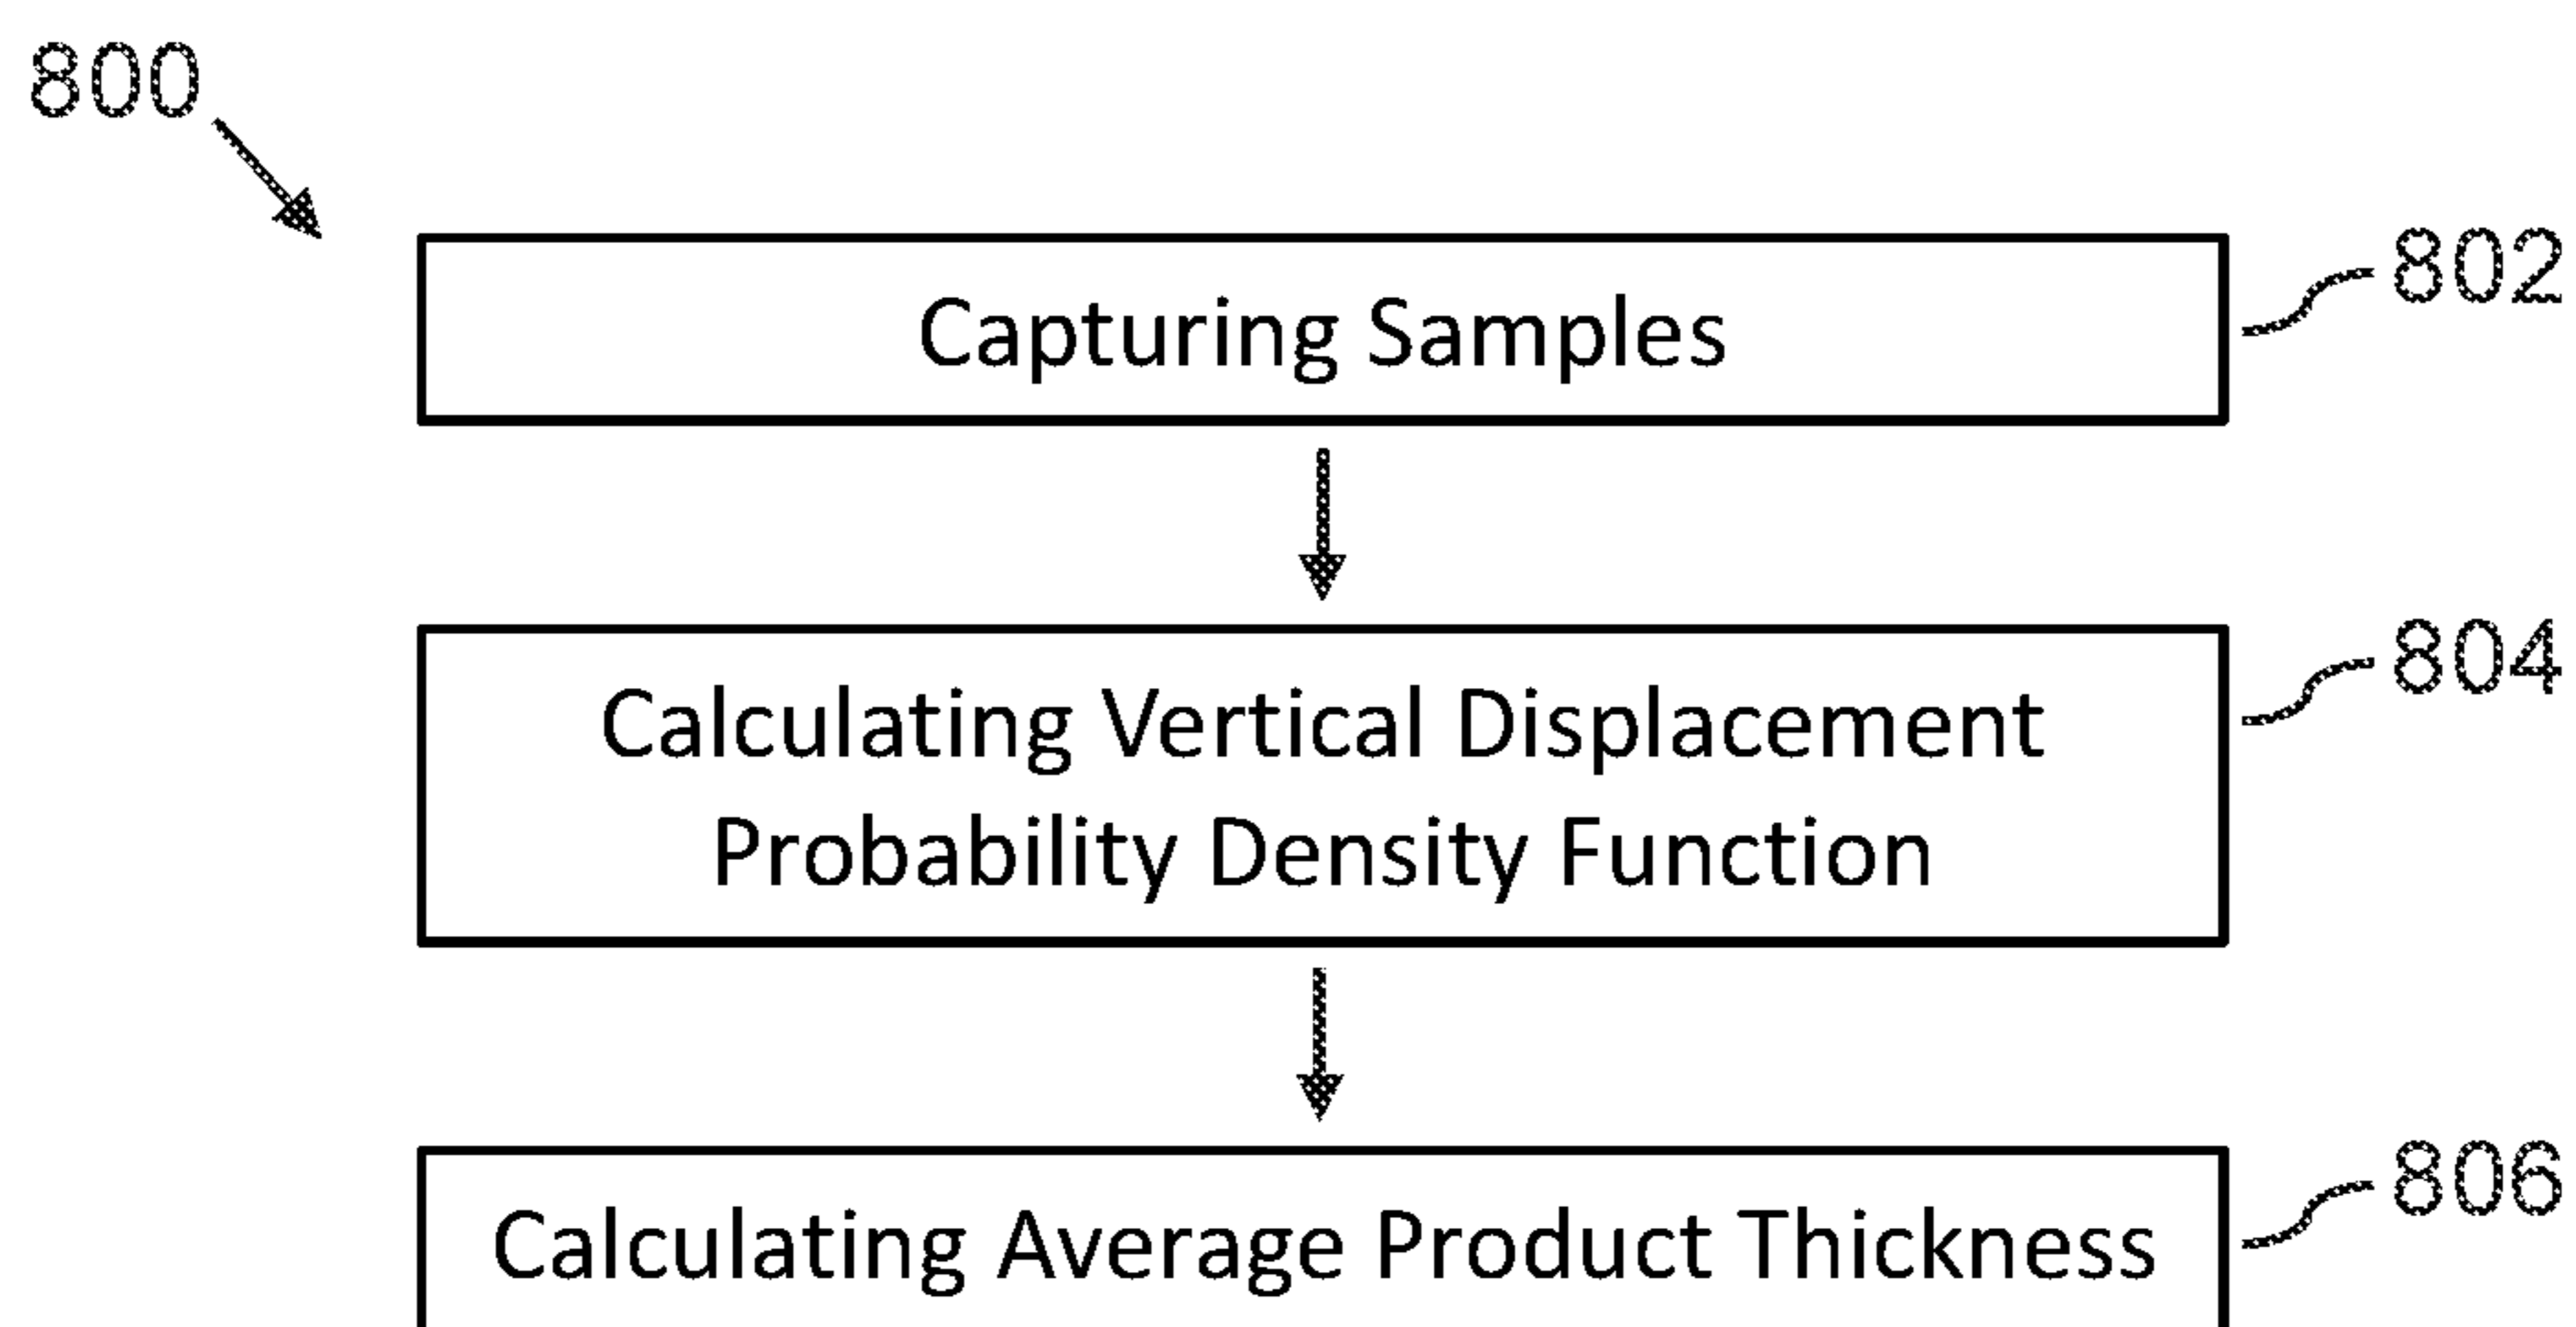 800
Capturing Samples
802
Calculating Vertical Displacement
Probability Density Function
804
Calculating Average Product Thickness
806